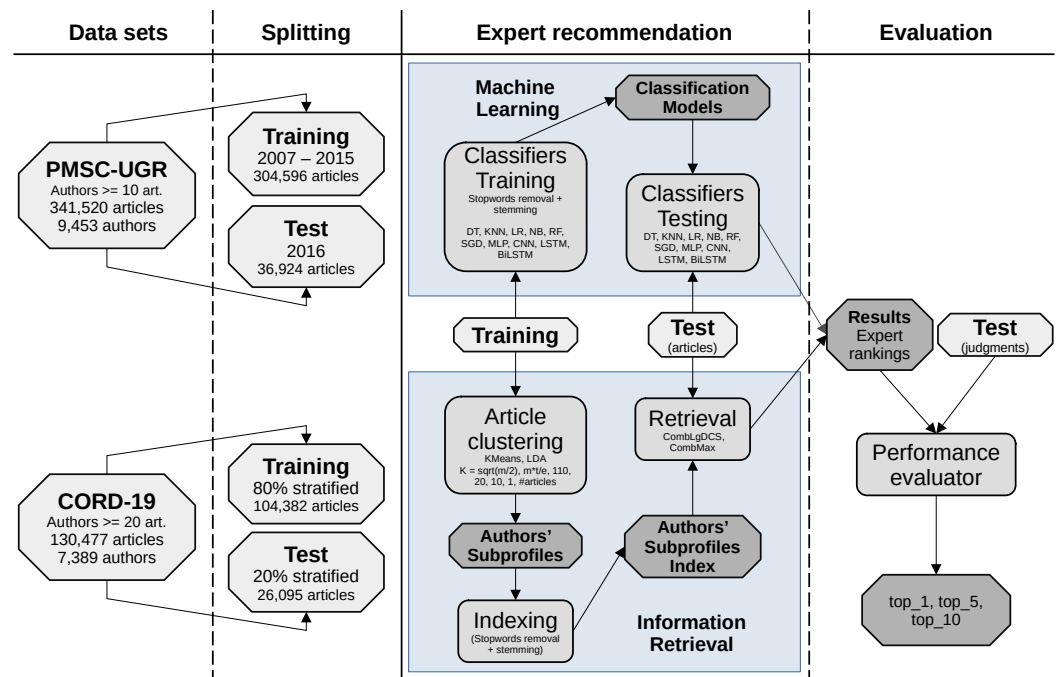 Data sets
Splitting
Expert recommendation
Evaluation
PMSC-UGR
Authors >= 10 art.
341,520 articles
9,453 authors
Training
2007 – 2015
304,596 articles
Test
2016
36,924 articles
Machine
Learning
Classification
Models
Classifiers
Training
Stopwords removal +
stemming
DT, KNN, LR, NB, RF,
SGD, MLP, CNN, LSTM,
BiLSTM
Classifiers
Testing
DT, KNN, LR, NB, RF,
SGD, MLP, CNN,
LSTM, BiLSTM
Training
Test
(articles)
Results
Expert
rankings
Test
(judgments)
CORD-19
Authors >= 20 art.
130,477 articles
7,389 authors
Training
80% stratified
104,382 articles
Test
20% stratified
26,095 articles
Article
clustering
KMeans, LDA
K = sqrt(m/2), m*t/e, 110,
20, 10, 1, #articles
Retrieval
CombLgDCS,
CombMax
Authors’
Subprofiles
Authors’
Subprofiles
Index
Indexing
(Stopwords removal
+ stemming)
Information
Retrieval
Performance
evaluator
top_1, top_5,
top_10